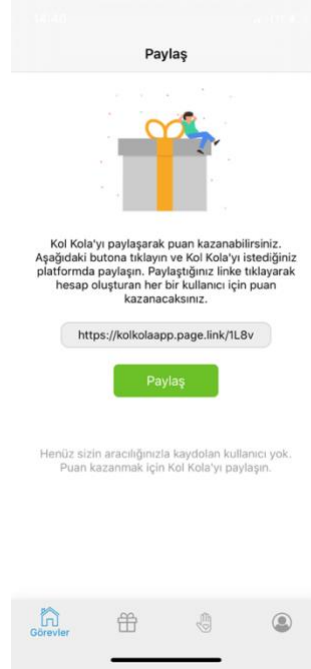 Paylaş
Kol Kola'yı paylaşarak puan kazanabilirsiniz.
Aşağıdaki butona tıklayın ve Kol Kola'yı istediğiniz
platformda paylaşın. Paylaştığınız linke tıklayarak
hesap oluşturan her bir kullanıcı için puan
kazanacaksınız.
https://kolkolaapp.page.link/1L8v
Paylaş
Henüz sizin aracılığınızla kaydolan kullanıcı yok.
Puan kazanmak için Kol Kola'yı paylaşın.
Görevler